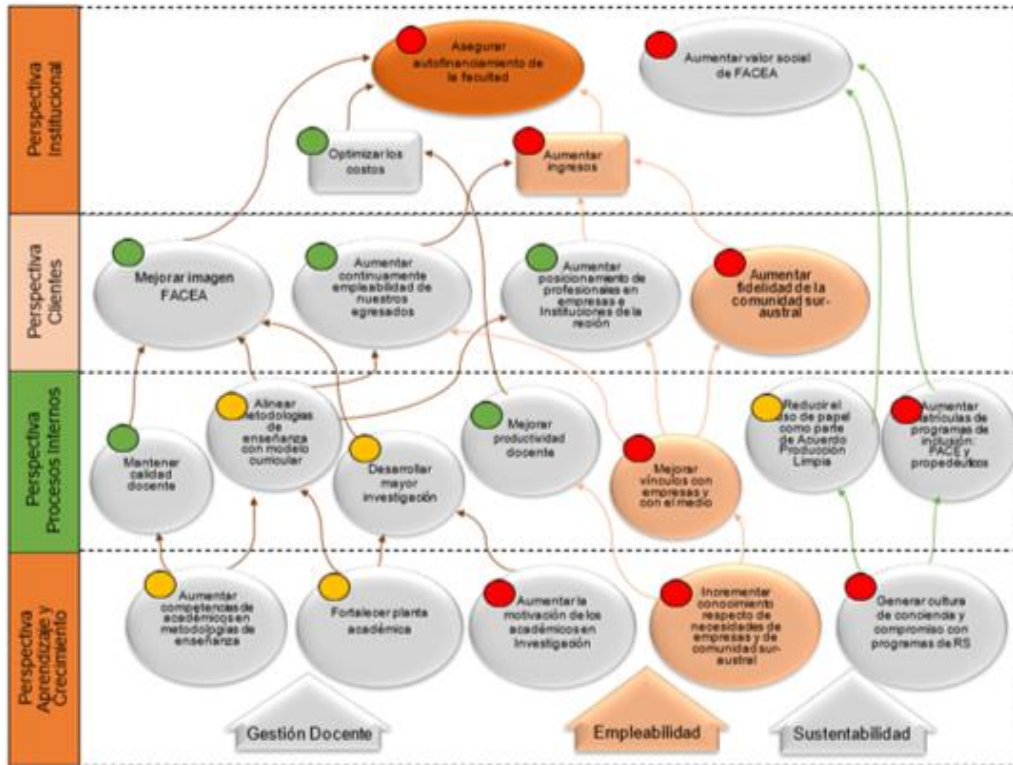 Perspectiva
Institucional
Asegurar
autofinanciamiento de
la facultad
Aumentar valor social
de FACEA
Optimizar los
costos
Aumentar
ingresos
Perspectiva
Clientes
Mejorar imagen
FACEA
Aumentar
continuamente
empleabilidad de
nuestros
egresados
Aumentar
posicionamiento de
profesionales en
empresas e
Instituciones de la
región
Aumentar
fidelidad de la
comunidad sur-
austral
Perspectiva
Procesos Internos
Mantener
calidad
docente
Alinear
metodologías
de
enseñanza
con modelo
curricular
Desarrollar
mayor
investigación
Mejorar
productividad
docente
Mejorar
vínculos con
empresas y
con el medio
Reducir el
uso de papel
como parte
de Acuerdo
Producción
Limpia
Aumentar
matrículas de
programas de
inclusión:
PACE y
propedéuticos
Perspectiva
Aprendizaje y
Crecimiento
Aumentar
competencias de
académicos en
metodologías de
enseñanza
Fortalecer planta
académica
Aumentar la
motivación de los
académicos en
Investigación
Incrementar
conocimiento
respecto de
necesidades de
empresas y de
comunidad sur-
austral
Generar cultura
de conciencia y
compromiso con
programas de RS
Gestión Docente
Empleabilidad
Sustentabilidad